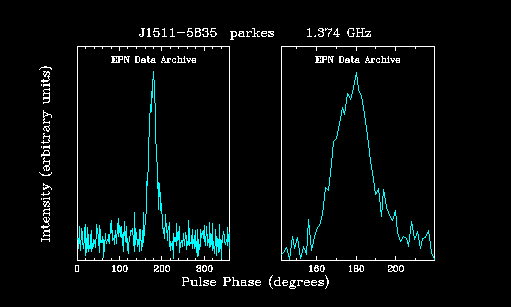 J1511-5835 parkes 1.374 GHz
EPN Data Archive
EPN Data Archive
Intensity (arbitrary units)
0 100 200 300
160 180 200
Pulse Phase (degrees)